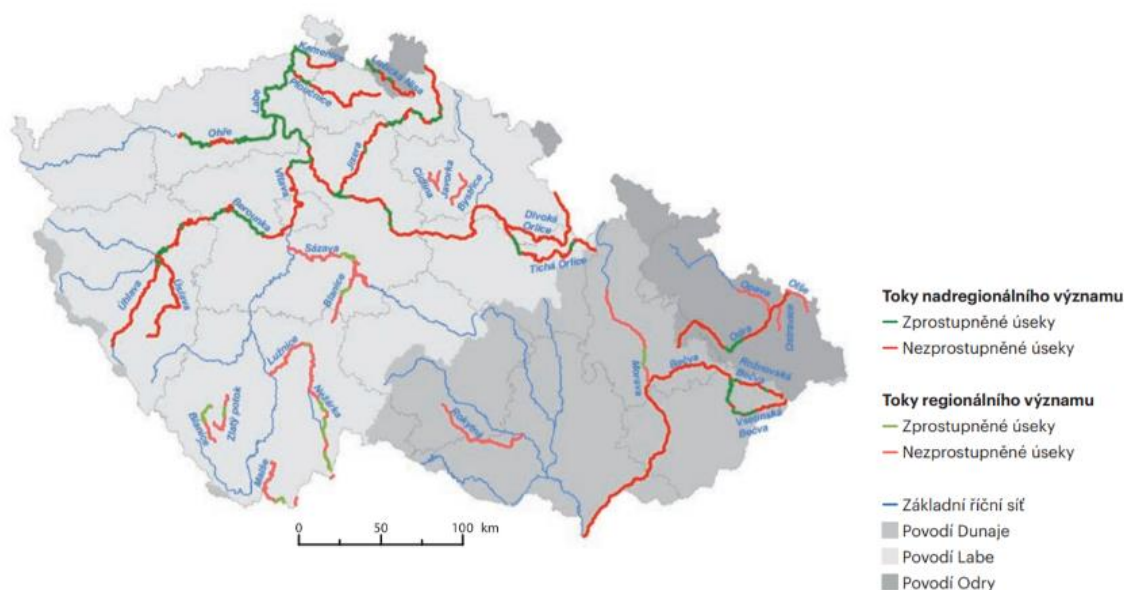 Kamenice
Ploučnice
Lužická Nisa
Labe
Ohře
Jizera
Cidlina
Javorka
Bystřice
Vltava
Berounka
Divoká
Orlice
Tichá Orlice
Sázava
Blanice
Úhlava
Úslava
Opava
Olše
Odra
Ostravice
Lužnice
Nežárka
Morava
Bečva
Rožnovská
Bečva
Vsetínská
Bečva
Blanice
Zlatý potok
Malše
Rokytná
0 50 100 km
Toky nadregionálního významu
Zprostupněné úseky
Nezprostupněné úseky
Toky regionálního významu
Zprostupněné úseky
Nezprostupněné úseky
Základní říční síť
Povodí Dunaje
Povodí Labe
Povodí Odry